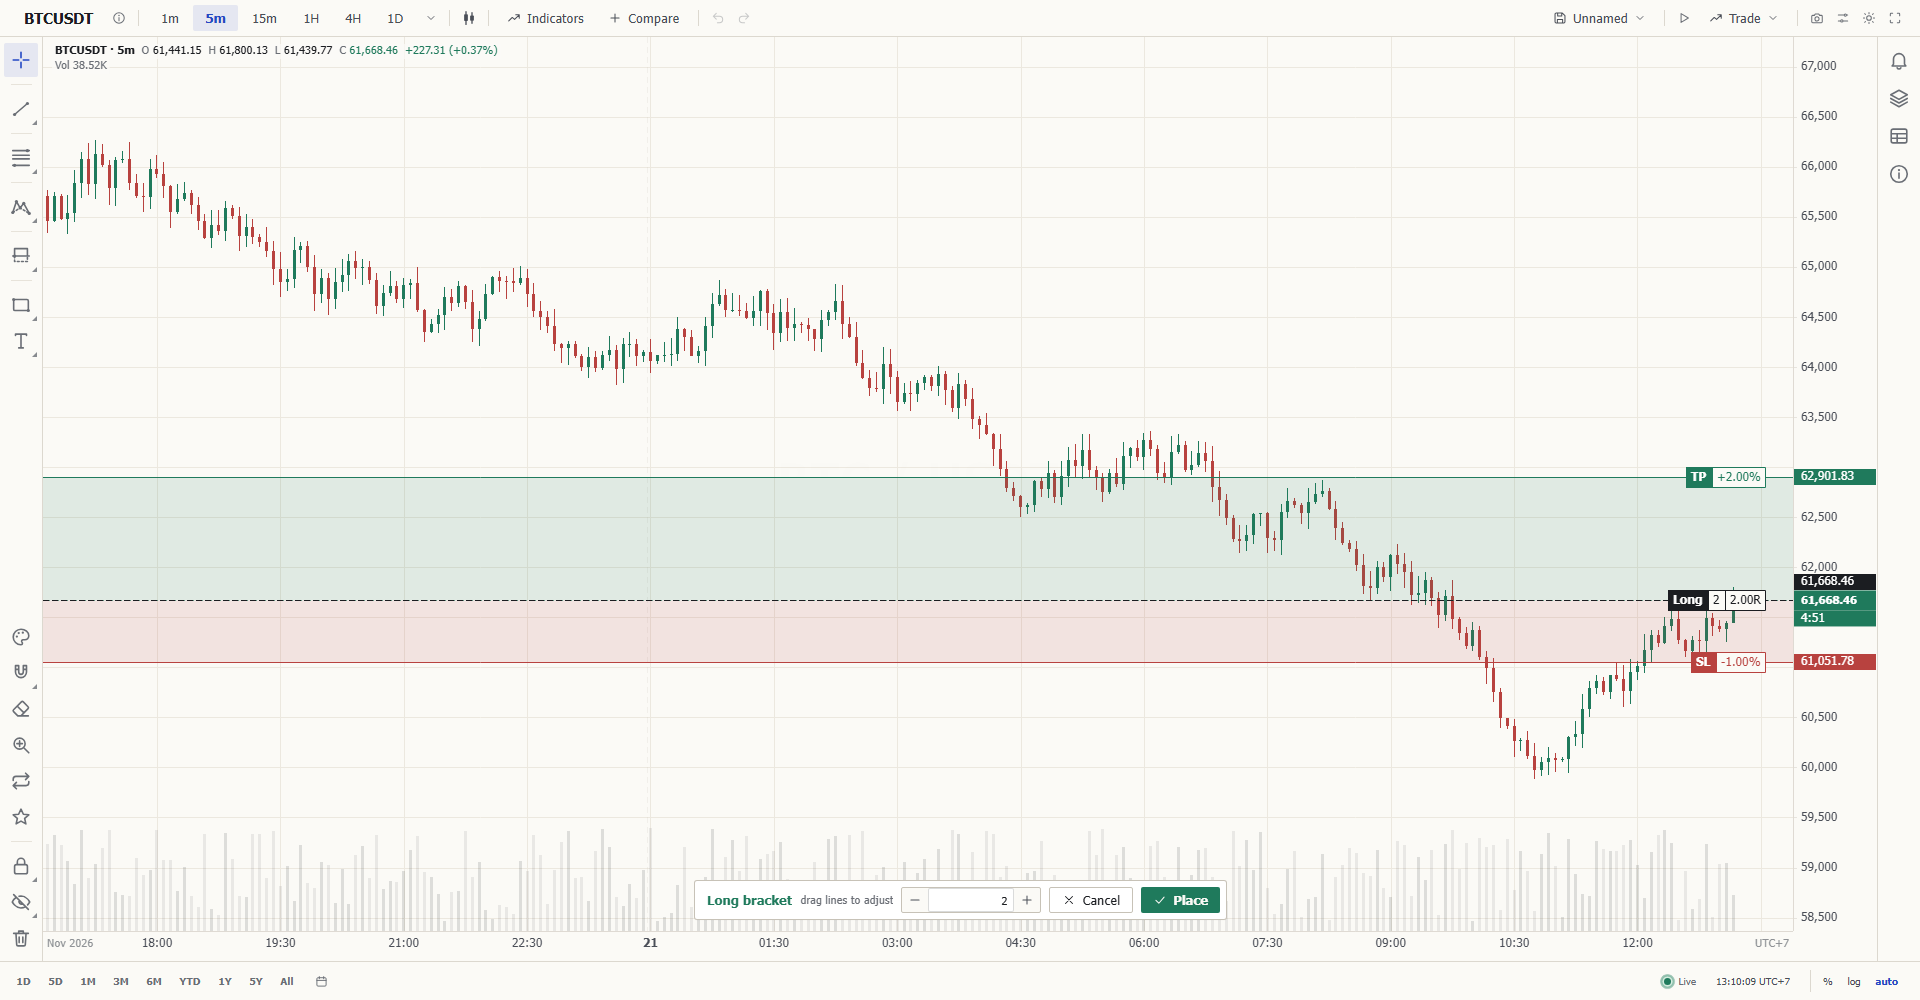 BTCUSDT 1m 5m 15m 1H 4H 1D Indicators Compare Unnamed Trade
BTCUSDT · 5m O 61,441.15 H 61,800.13 L 61,439.77 C 61,668.46 +227.31 (+0.37%)
Vol 38.52K
67,000
66,500
66,000
65,500
65,000
64,500
64,000
63,500
TP +2.00% 62,901.83
62,500
62,000
61,668.46
Long 2 2.00R 61,668.46
4:51
SL -1.00% 61,051.78
60,500
60,000
59,500
59,000
Long bracket drag lines to adjust − 2 + Cancel Place
58,500
Nov 2026 18:00 19:30 21:00 22:30 21 01:30 03:00 04:30 06:00 07:30 09:00 10:30 12:00 UTC+7
1D 5D 1M 3M 6M YTD 1Y 5Y All Live 13:10:09 UTC+7 % log auto